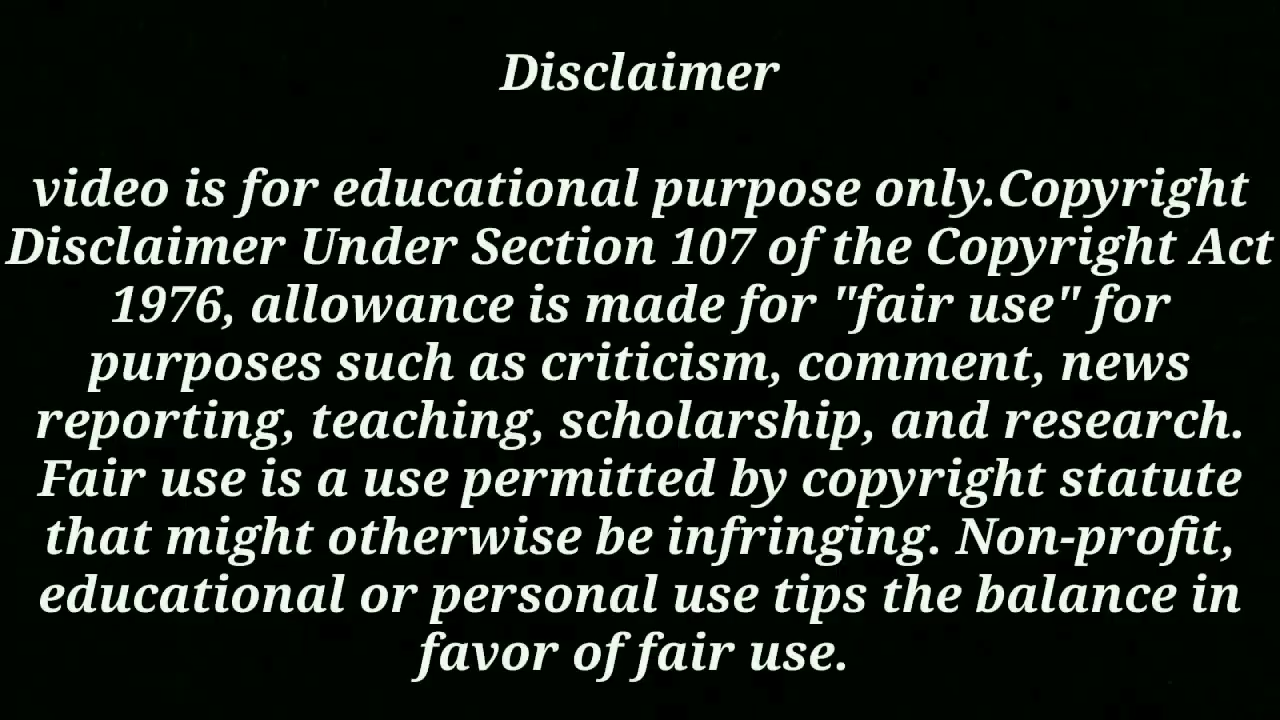 Disclaimer
video is for educational purpose only.Copyright
Disclaimer Under Section 107 of the Copyright Act
1976, allowance is made for "fair use" for
purposes such as criticism, comment, news
reporting, teaching, scholarship, and research.
Fair use is a use permitted by copyright statute
that might otherwise be infringing. Non-profit,
educational or personal use tips the balance in
favor of fair use.